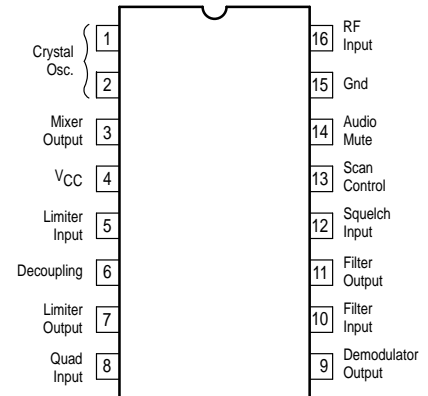 Crystal
Osc.
1
2
Mixer
Output
3
VCC
4
Limiter
Input
5
Decoupling
6
Limiter
Output
7
Quad
Input
8
16
RF
Input
15
Gnd
14
Audio
Mute
13
Scan
Control
12
Squelch
Input
11
Filter
Output
10
Filter
Input
9
Demodulator
Output